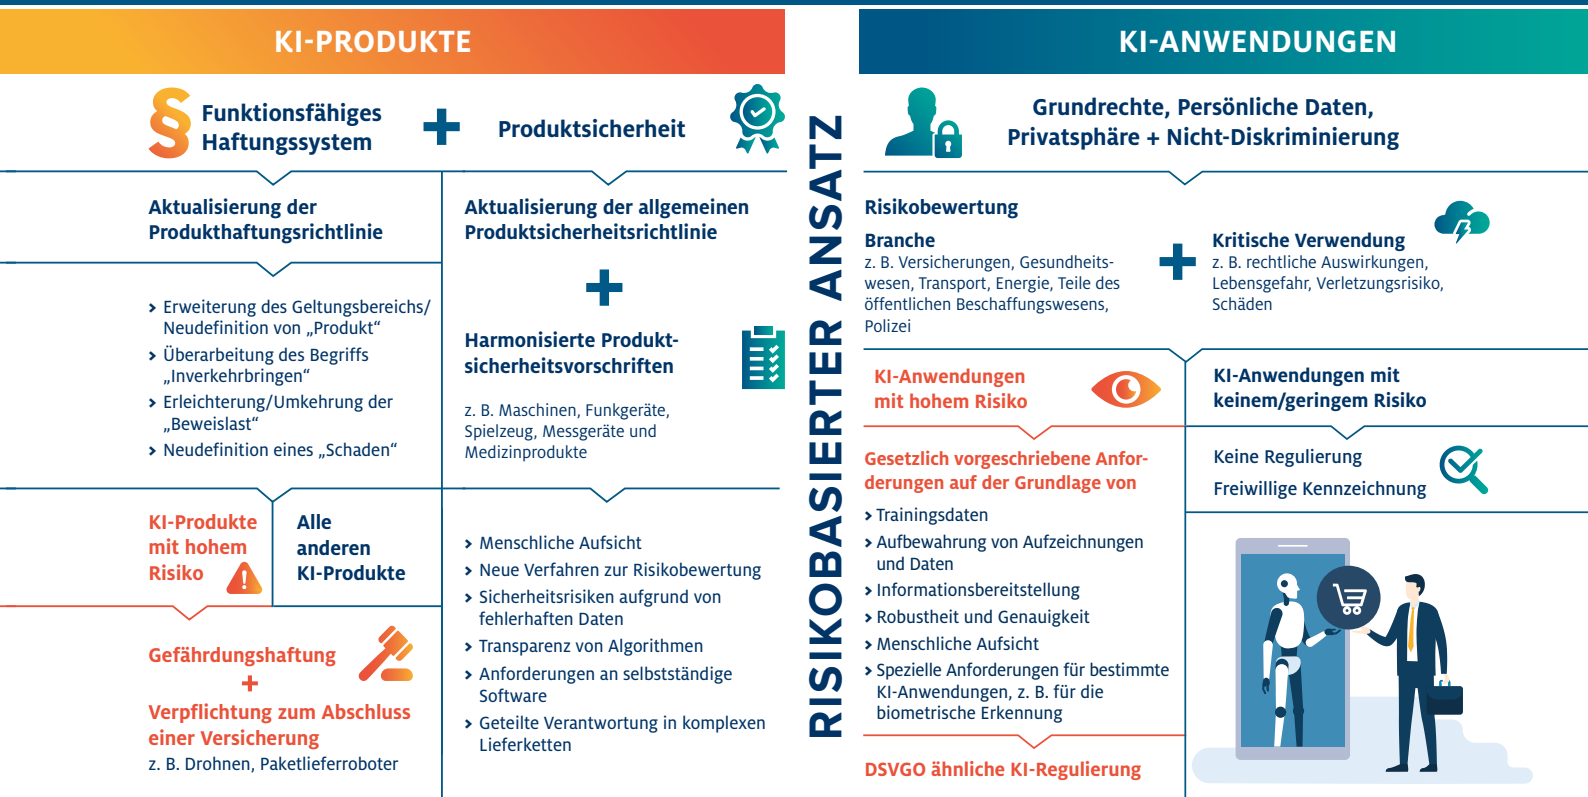 KI-PRODUKTE
Funktionsfähiges
Haftungssystem
Produktsicherheit
Aktualisierung der
Produkthaftungsrichtlinie
› Erweiterung des Geltungsbereichs/
Neudefinition von „Produkt“
› Überarbeitung des Begriffs
„Inverkehrbringen“
› Erleichterung/Umkehrung der
„Beweislast“
› Neudefinition eines „Schaden“
KI-Produkte
mit hohem
Risiko
Alle
anderen
KI-Produkte
Gefährdungshaftung
+
Verpflichtung zum Abschluss
einer Versicherung
z. B. Drohnen, Paketlieferroboter
Aktualisierung der allgemeinen
Produktsicherheitsrichtlinie
+
Harmonisierte Produkt-
sicherheitsvorschriften
z. B. Maschinen, Funkgeräte,
Spielzeug, Messgeräte und
Medizinprodukte
› Menschliche Aufsicht
› Neue Verfahren zur Risikobewertung
› Sicherheitsrisiken aufgrund von
fehlerhaften Daten
› Transparenz von Algorithmen
› Anforderungen an selbstständige
Software
› Geteilte Verantwortung in komplexen
Lieferketten
RISIKOBASIERTER ANSATZ
KI-ANWENDUNGEN
Grundrechte, Persönliche Daten,
Privatsphäre + Nicht-Diskriminierung
Risikobewertung
Branche
z. B. Versicherungen, Gesundheits-
wesen, Transport, Energie, Teile des
öffentlichen Beschaffungswesens,
Polizei
+
Kritische Verwendung
z. B. rechtliche Auswirkungen,
Lebensgefahr, Verletzungsrisiko,
Schäden
KI-Anwendungen
mit hohem Risiko
Gesetzlich vorgeschriebene Anfor-
derungen auf der Grundlage von
› Trainingsdaten
› Aufbewahrung von Aufzeichnungen
und Daten
› Informationsbereitstellung
› Robustheit und Genauigkeit
› Menschliche Aufsicht
› Spezielle Anforderungen für bestimmte
KI-Anwendungen, z. B. für die
biometrische Erkennung
DSVGO ähnliche KI-Regulierung
KI-Anwendungen mit
keinem/geringem Risiko
Keine Regulierung
Freiwillige Kennzeichnung